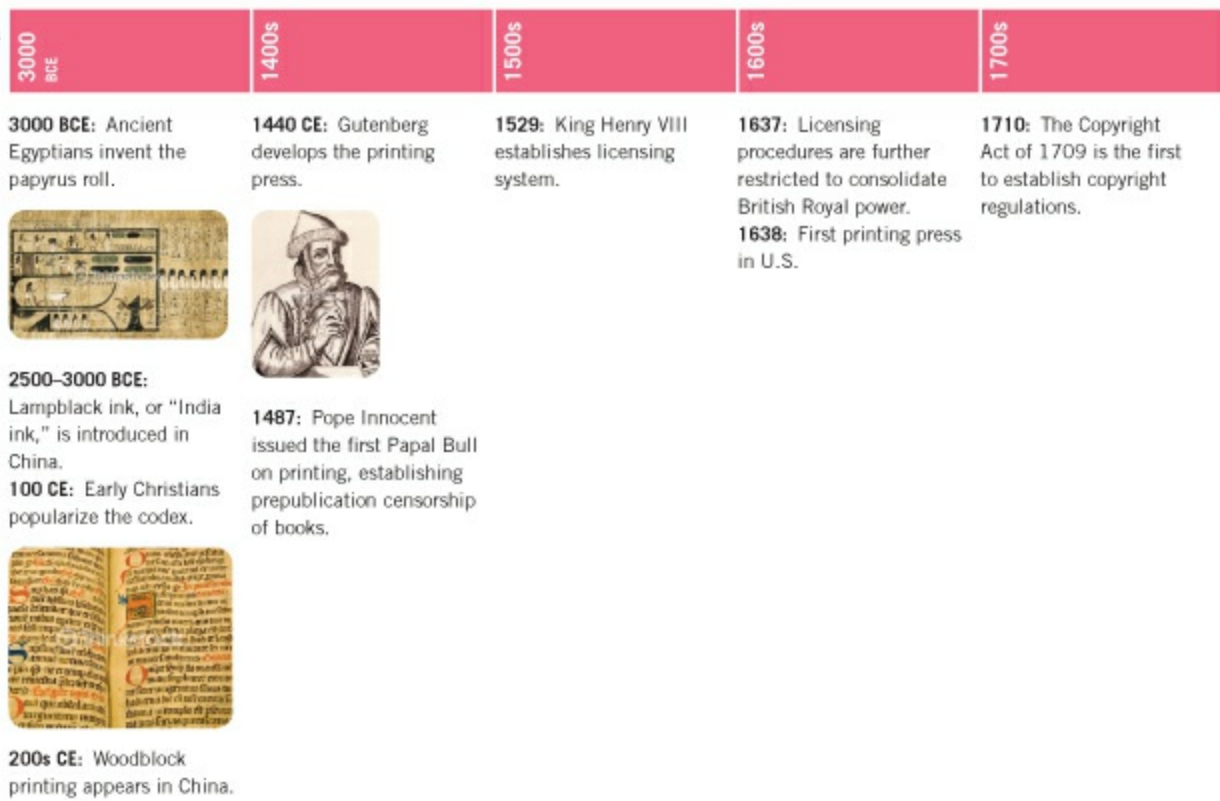 3000
BCE
1400s
1500s
1600s
1700s
3000 BCE: Ancient
Egyptians invent the
papyrus roll.
2500–3000 BCE:
Lampblack ink, or “India
ink,” is introduced in
China.
100 CE: Early Christians
popularize the codex.
200s CE: Woodblock
printing appears in China.
1440 CE: Gutenberg
develops the printing
press.
1487: Pope Innocent
issued the first Papal Bull
on printing, establishing
prepublication censorship
of books.
1529: King Henry VIII
establishes licensing
system.
1637: Licensing
procedures are further
restricted to consolidate
British Royal power.
1638: First printing press
in U.S.
1710: The Copyright
Act of 1709 is the first
to establish copyright
regulations.